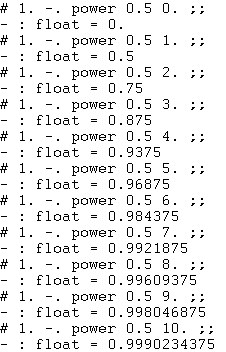 # 1. -. power 0.5 0. ;;
- : float = 0.
# 1. -. power 0.5 1. ;;
- : float = 0.5
# 1. -. power 0.5 2. ;;
- : float = 0.75
# 1. -. power 0.5 3. ;;
- : float = 0.875
# 1. -. power 0.5 4. ;;
- : float = 0.9375
# 1. -. power 0.5 5. ;;
- : float = 0.96875
# 1. -. power 0.5 6. ;;
- : float = 0.984375
# 1. -. power 0.5 7. ;;
- : float = 0.9921875
# 1. -. power 0.5 8. ;;
- : float = 0.99609375
# 1. -. power 0.5 9. ;;
- : float = 0.998046875
# 1. -. power 0.5 10. ;;
- : float = 0.9990234375